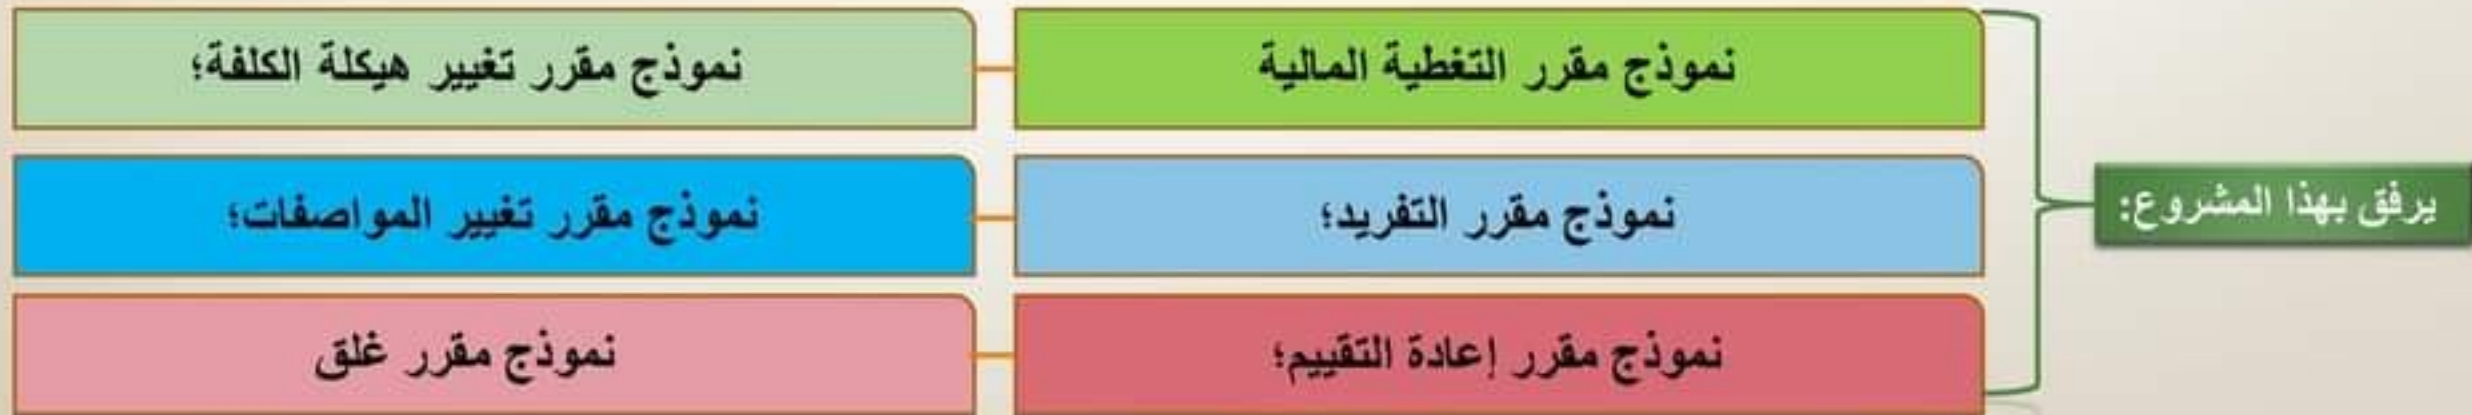 يرفق بهذا المشروع:
نموذج مقرر التغطية المالية
نموذج مقرر تغيير هيكلة الكلفة؛
نموذج مقرر التفريد؛
نموذج مقرر تغيير المواصفات؛
نموذج مقرر إعادة التقييم؛
نموذج مقرر غلق